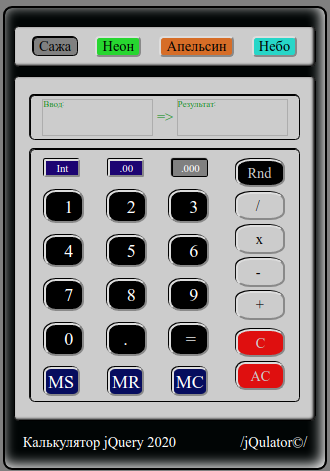 Сажа Неон Апельсин Небо
Ввод => Результат
Int .00 .000 Rnd
1 2 3 /
4 5 6 x
7 8 9 -
0 . = +
C
MS MR MC AC
Калькулятор jQuery 2020 /jQulator©/